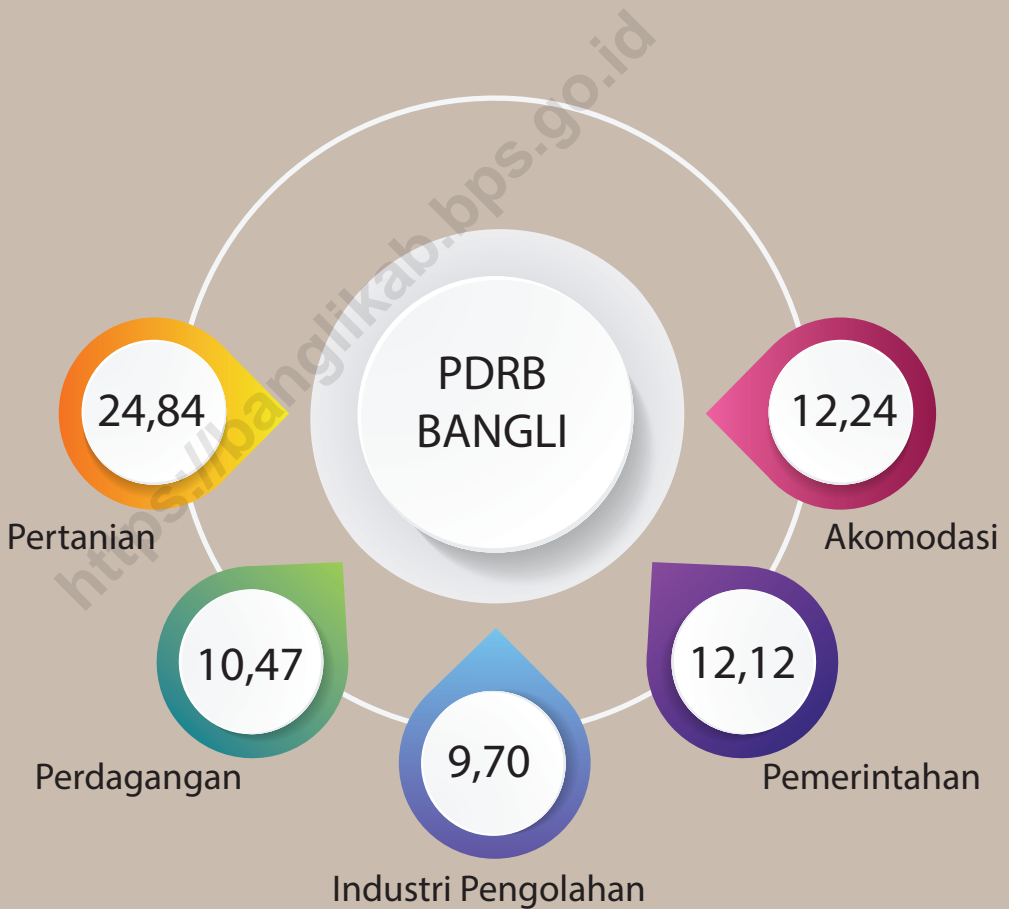 https://banglikab.bps.go.id
PDRB
BANGLI
24,84
Pertanian
12,24
Akomodasi
10,47
Perdagangan
12,12
Pemerintahan
9,70
Industri Pengolahan